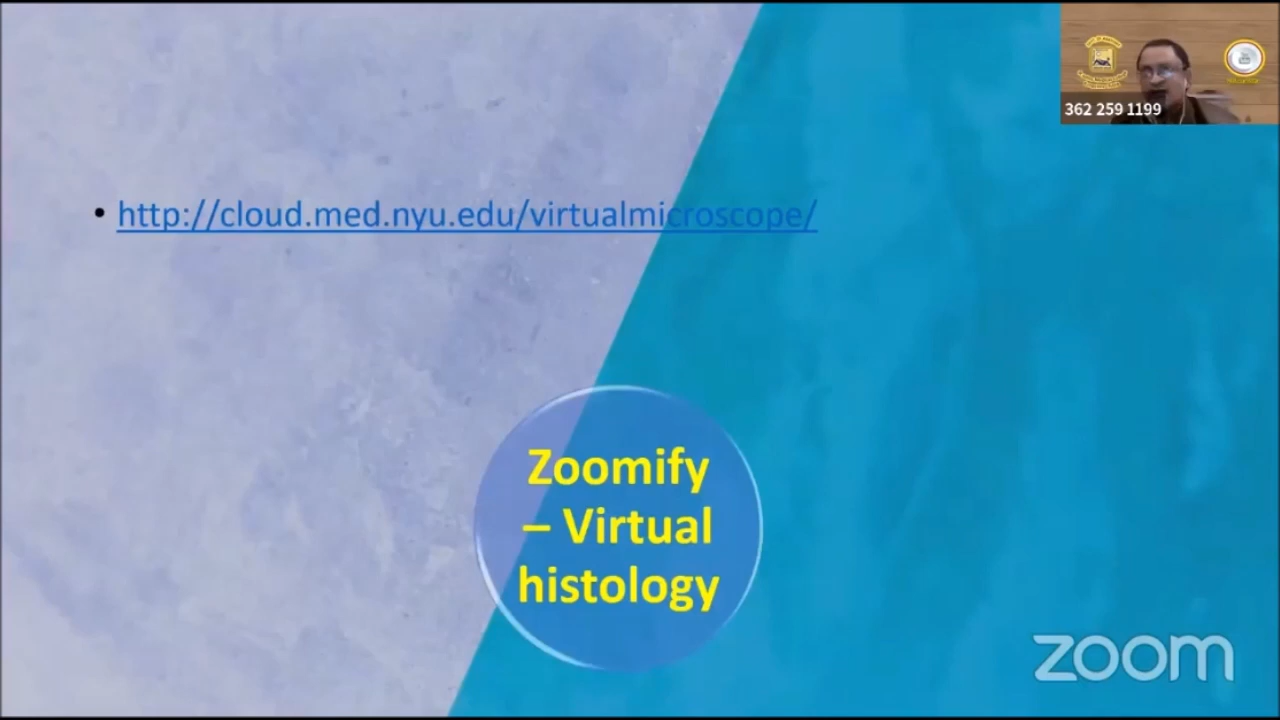 362 259 1199
• http://cloud.med.nyu.edu/virtualmicroscope/
Zoomify
– Virtual
histology
zoom